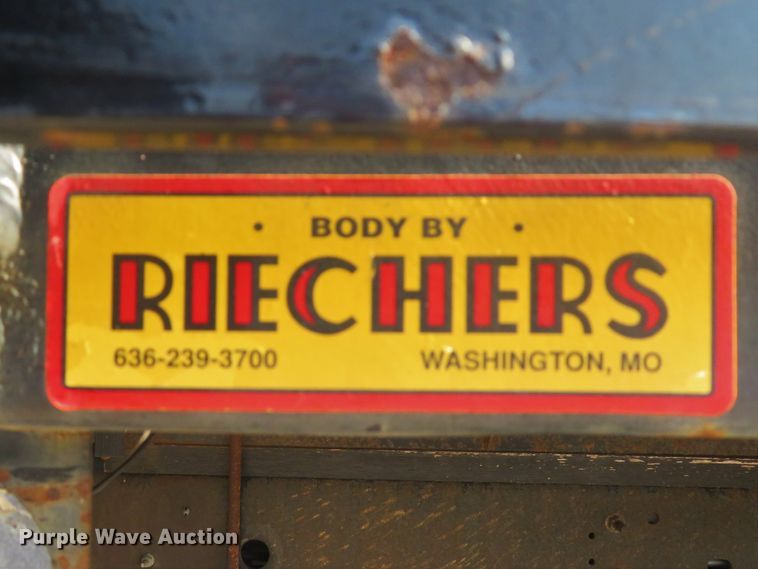 • BODY BY •
RIECHERS
636-239-3700 WASHINGTON, MO
Purple Wave Auction